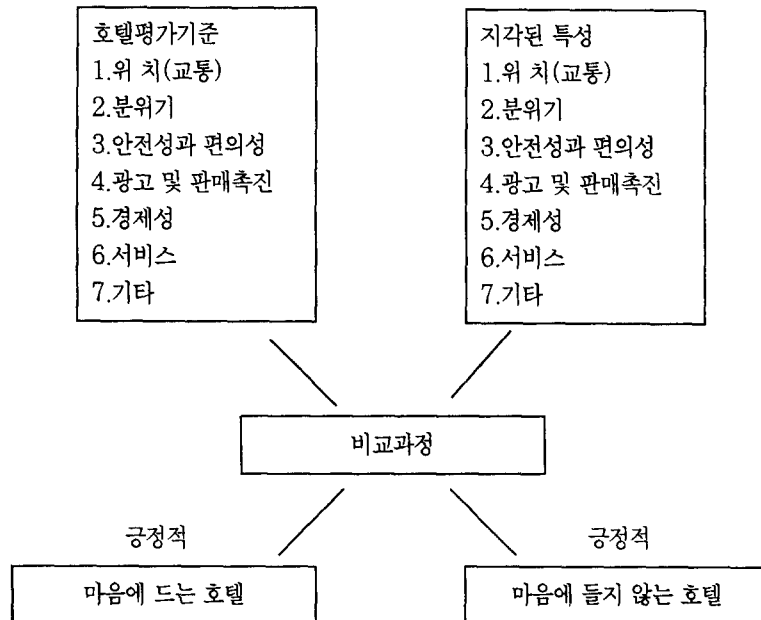 호텔평가기준
1.위 치(교통)
2.분위기
3.안전성과 편의성
4.광고 및 판매촉진
5.경제성
6.서비스
7.기타
지각된 특성
1.위 치(교통)
2.분위기
3.안전성과 편의성
4.광고 및 판매촉진
5.경제성
6.서비스
7.기타
비교과정
긍정적
긍정적
마음에 드는 호텔
마음에 들지 않는 호텔